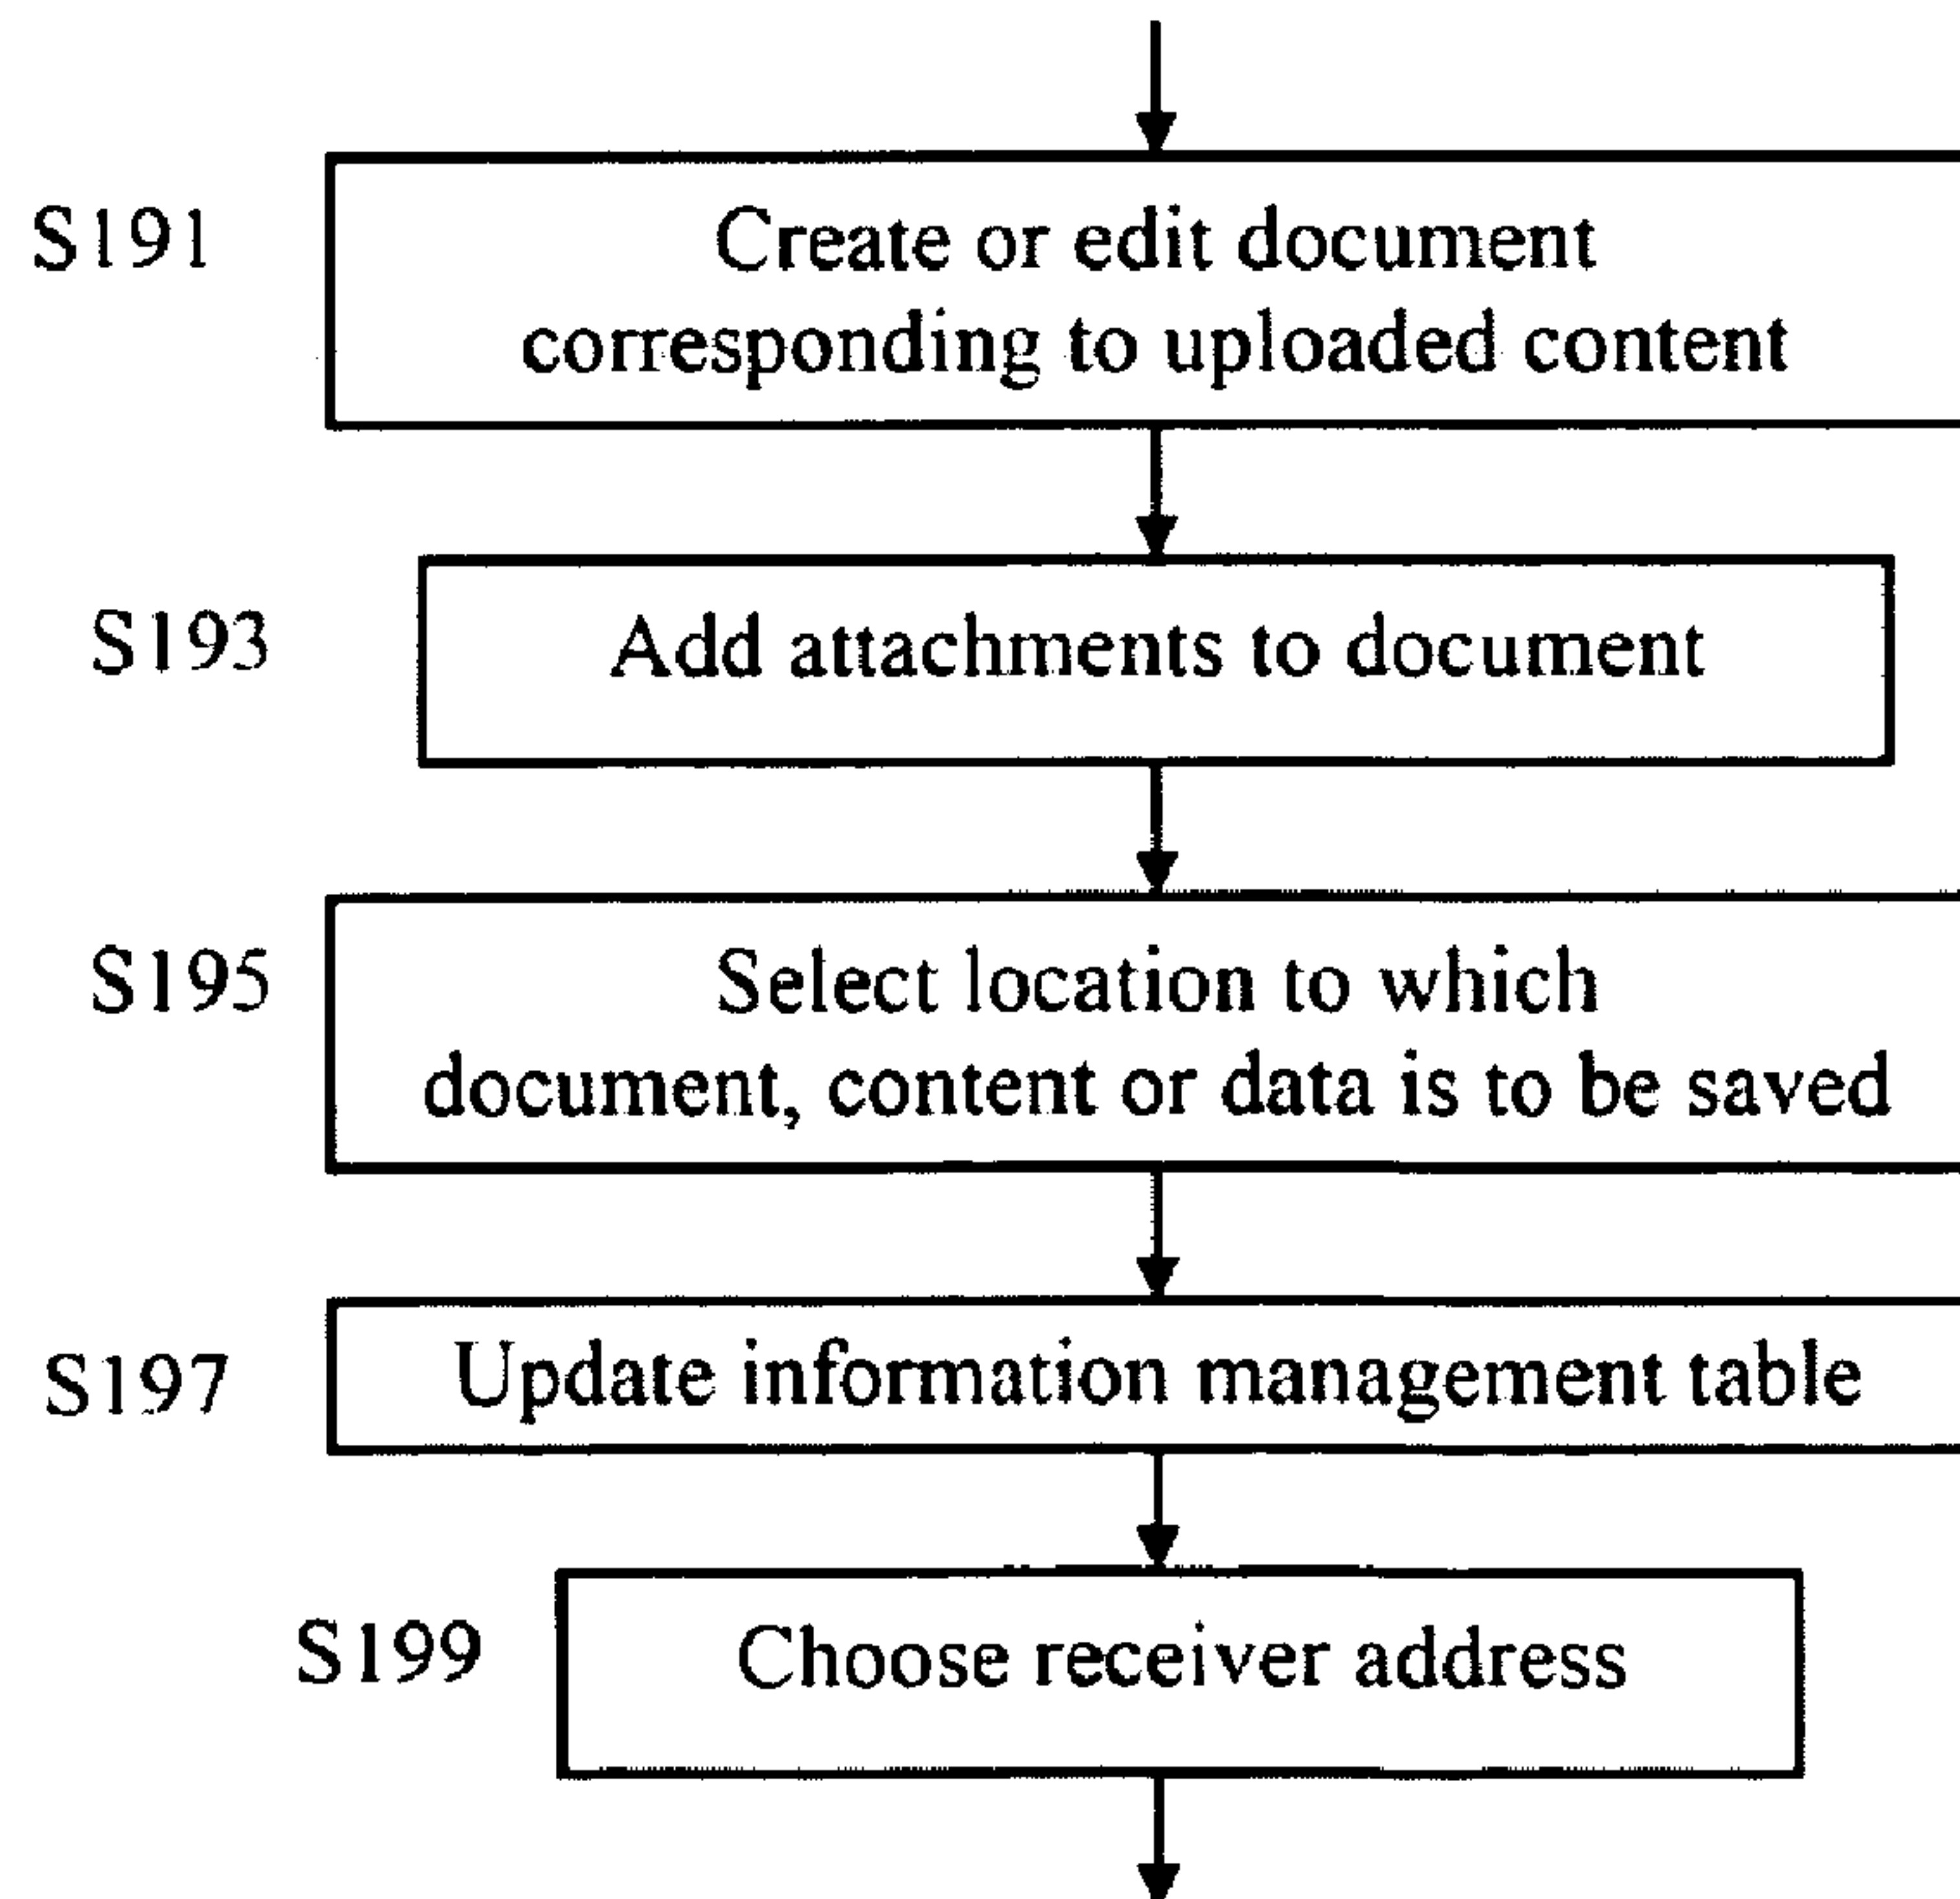 S191
Create or edit document
corresponding to uploaded content
S193
Add attachments to document
S195
Select location to which
document, content or data is to be saved
S197
Update information management table
S199
Choose receiver address